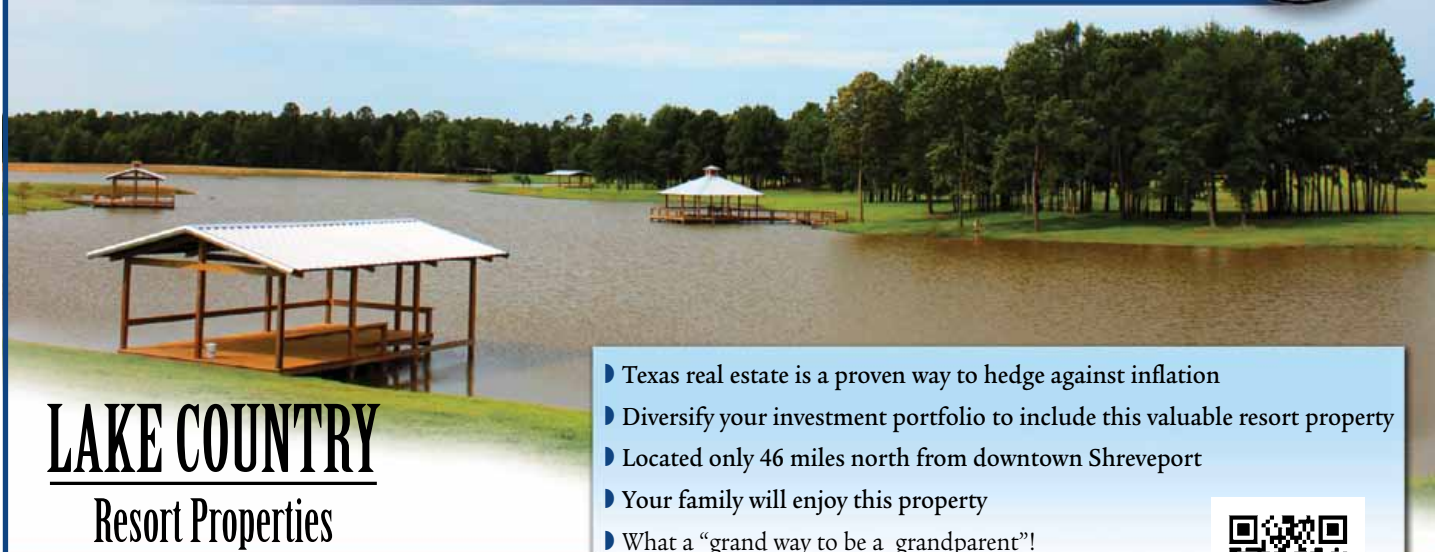 LAKE COUNTRY
Resort Properties
Texas real estate is a proven way to hedge against inflation
Diversify your investment portfolio to include this valuable resort property
Located only 46 miles north from downtown Shreveport
Your family will enjoy this property
What a “grand way to be a grandparent”!